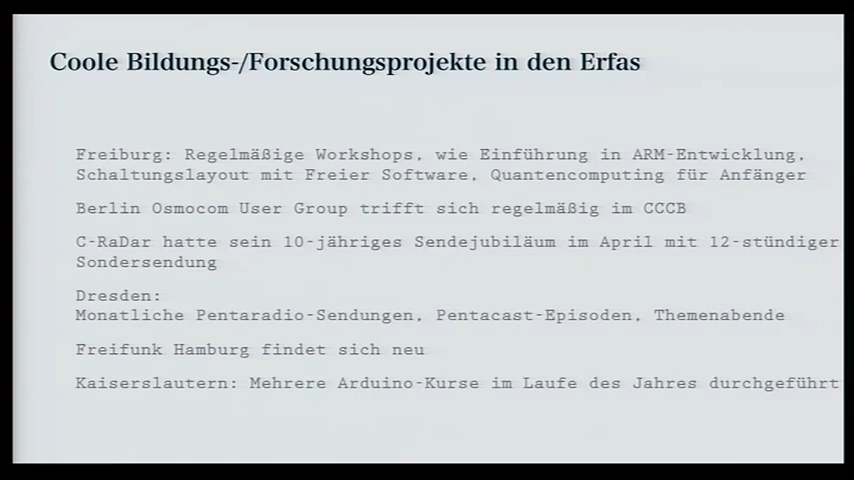 Coole Bildungs-/Forschungsprojekte in den Erfas
Freiburg: Regelmäßige Workshops, wie Einführung in ARM-Entwicklung,
Schaltungslayout mit Freier Software, Quantencomputing für Anfänger
Berlin Osmocom User Group trifft sich regelmäßig im CCCB
C-RaDar hatte sein 10-jähriges Sendejubiläum im April mit 12-stündiger
Sondersendung
Dresden:
Monatliche Pentaradio-Sendungen, Pentacast-Episoden, Themenabende
Freifunk Hamburg findet sich neu
Kaiserslautern: Mehrere Arduino-Kurse im Laufe des Jahres durchgeführt